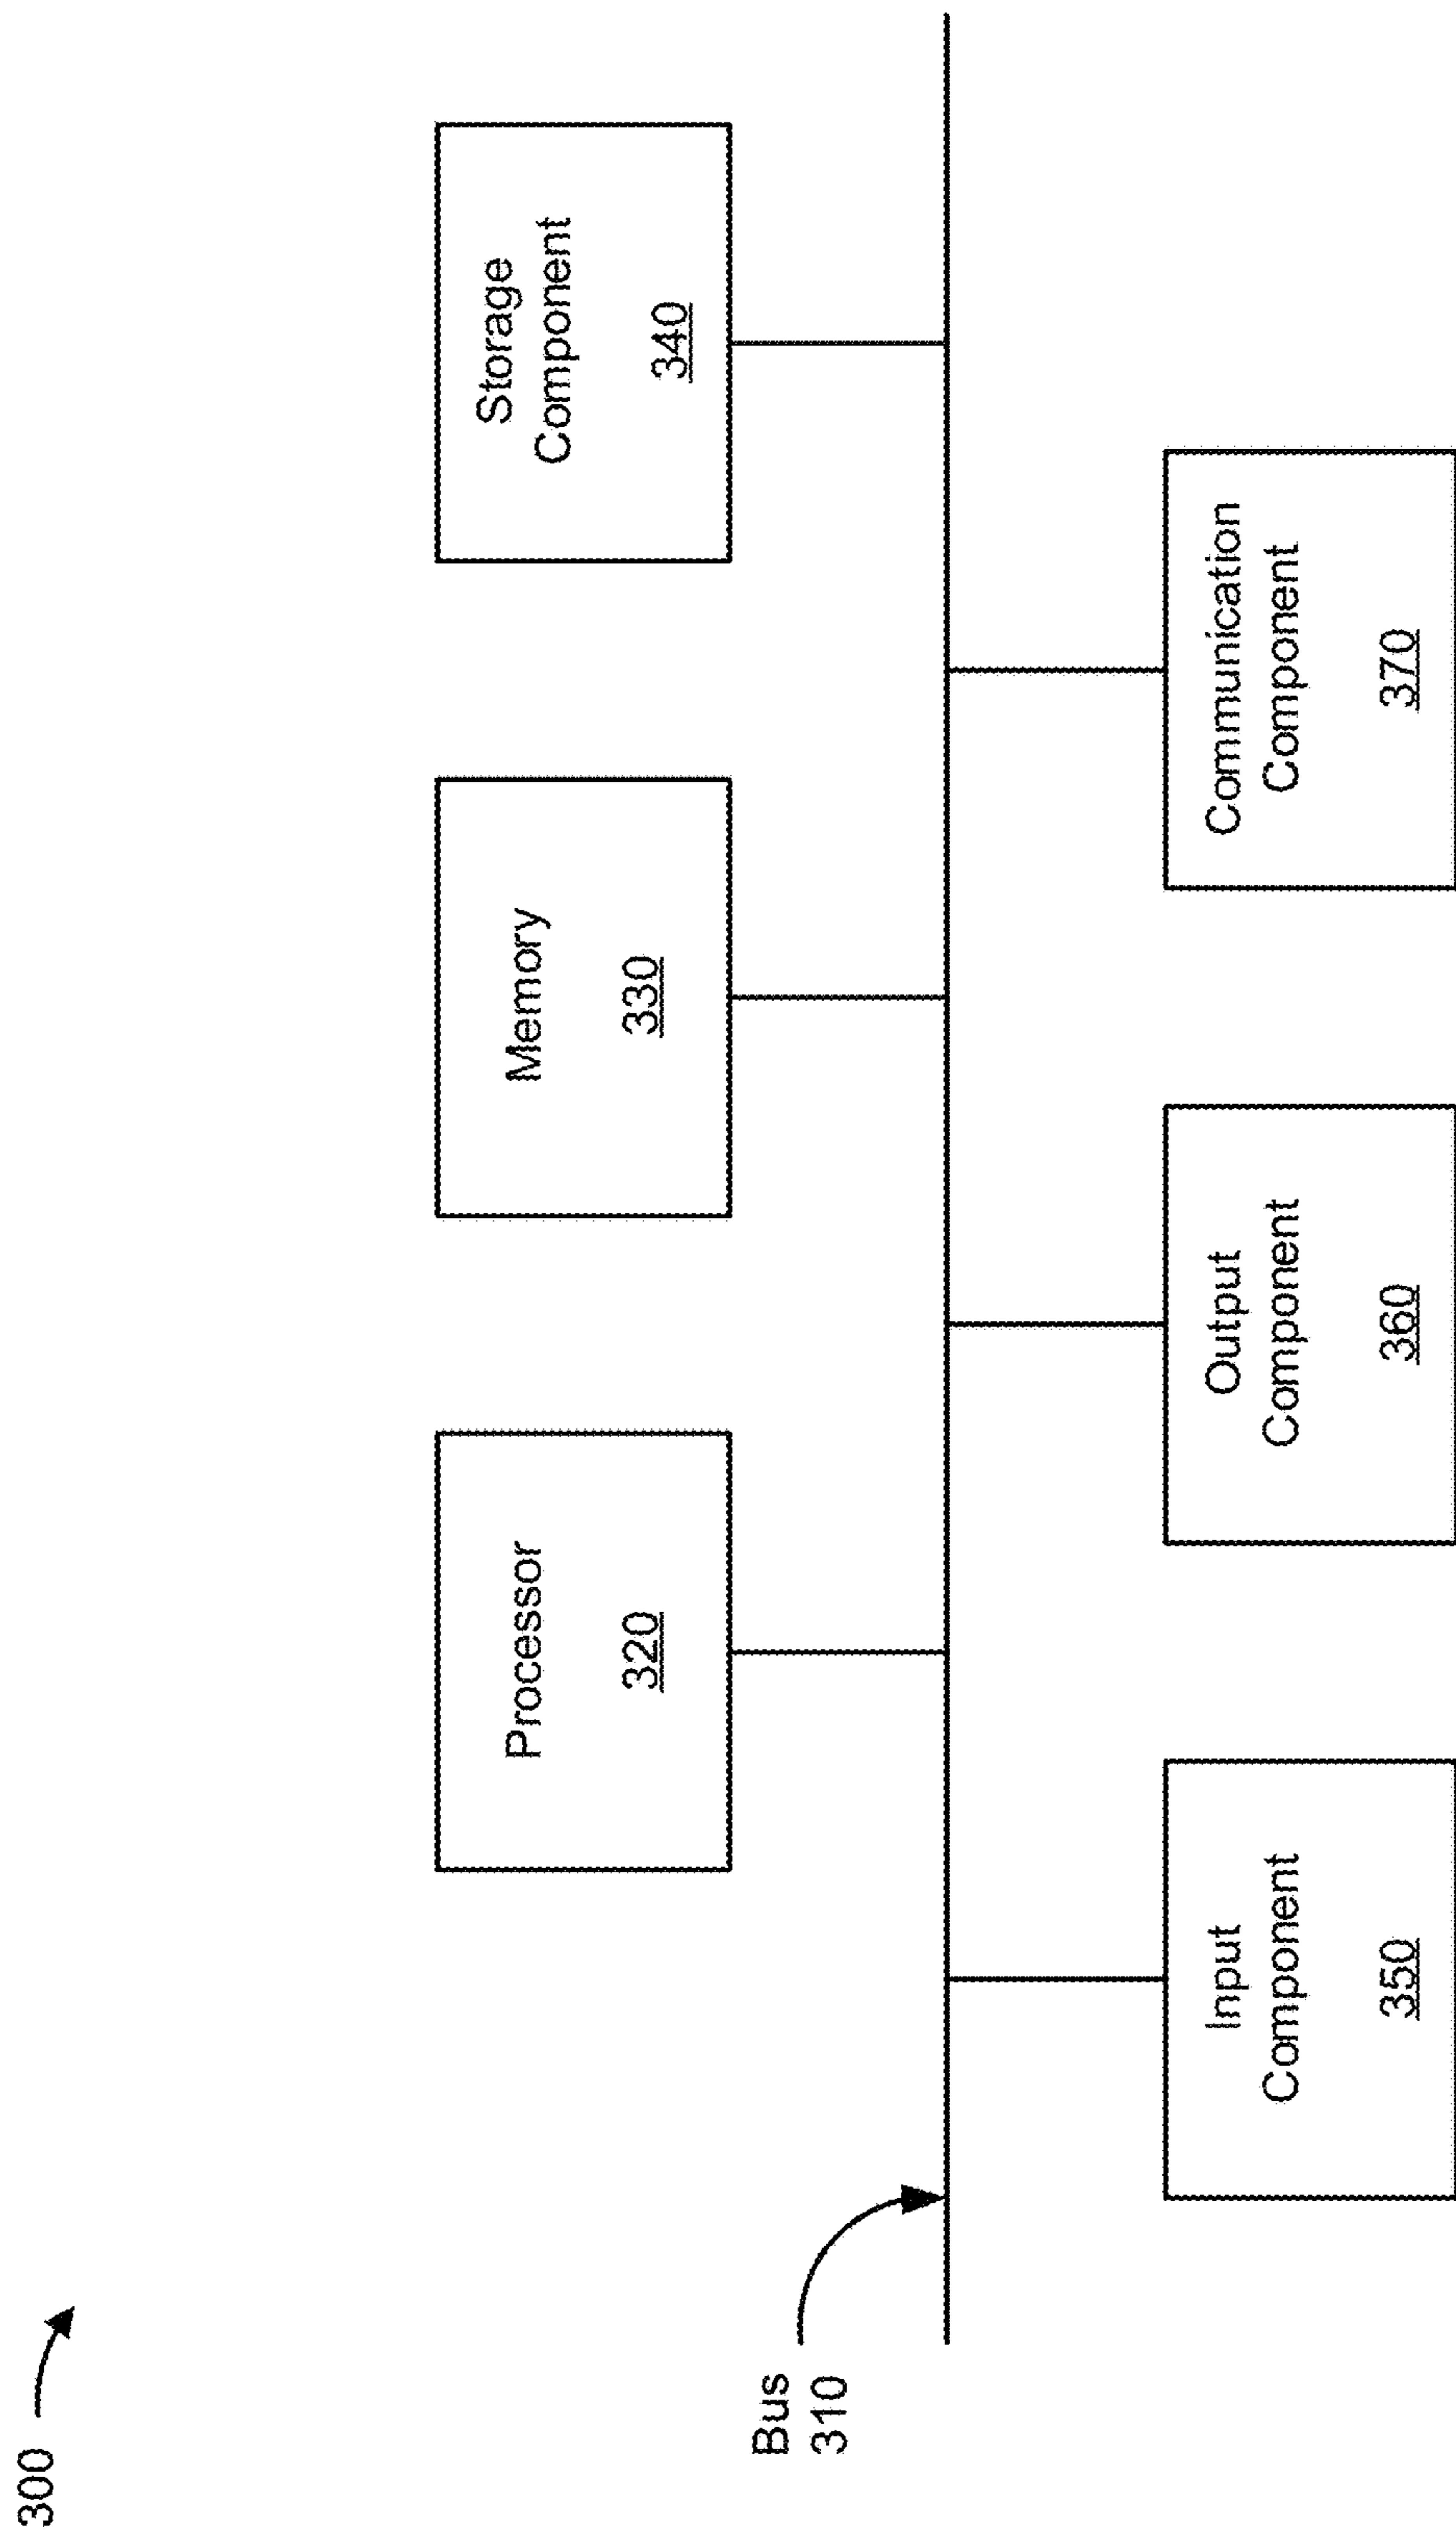 300
Bus
310
Processor
320
Memory
330
Storage
Component
340
Input
Component
350
Output
Component
360
Communication
Component
370